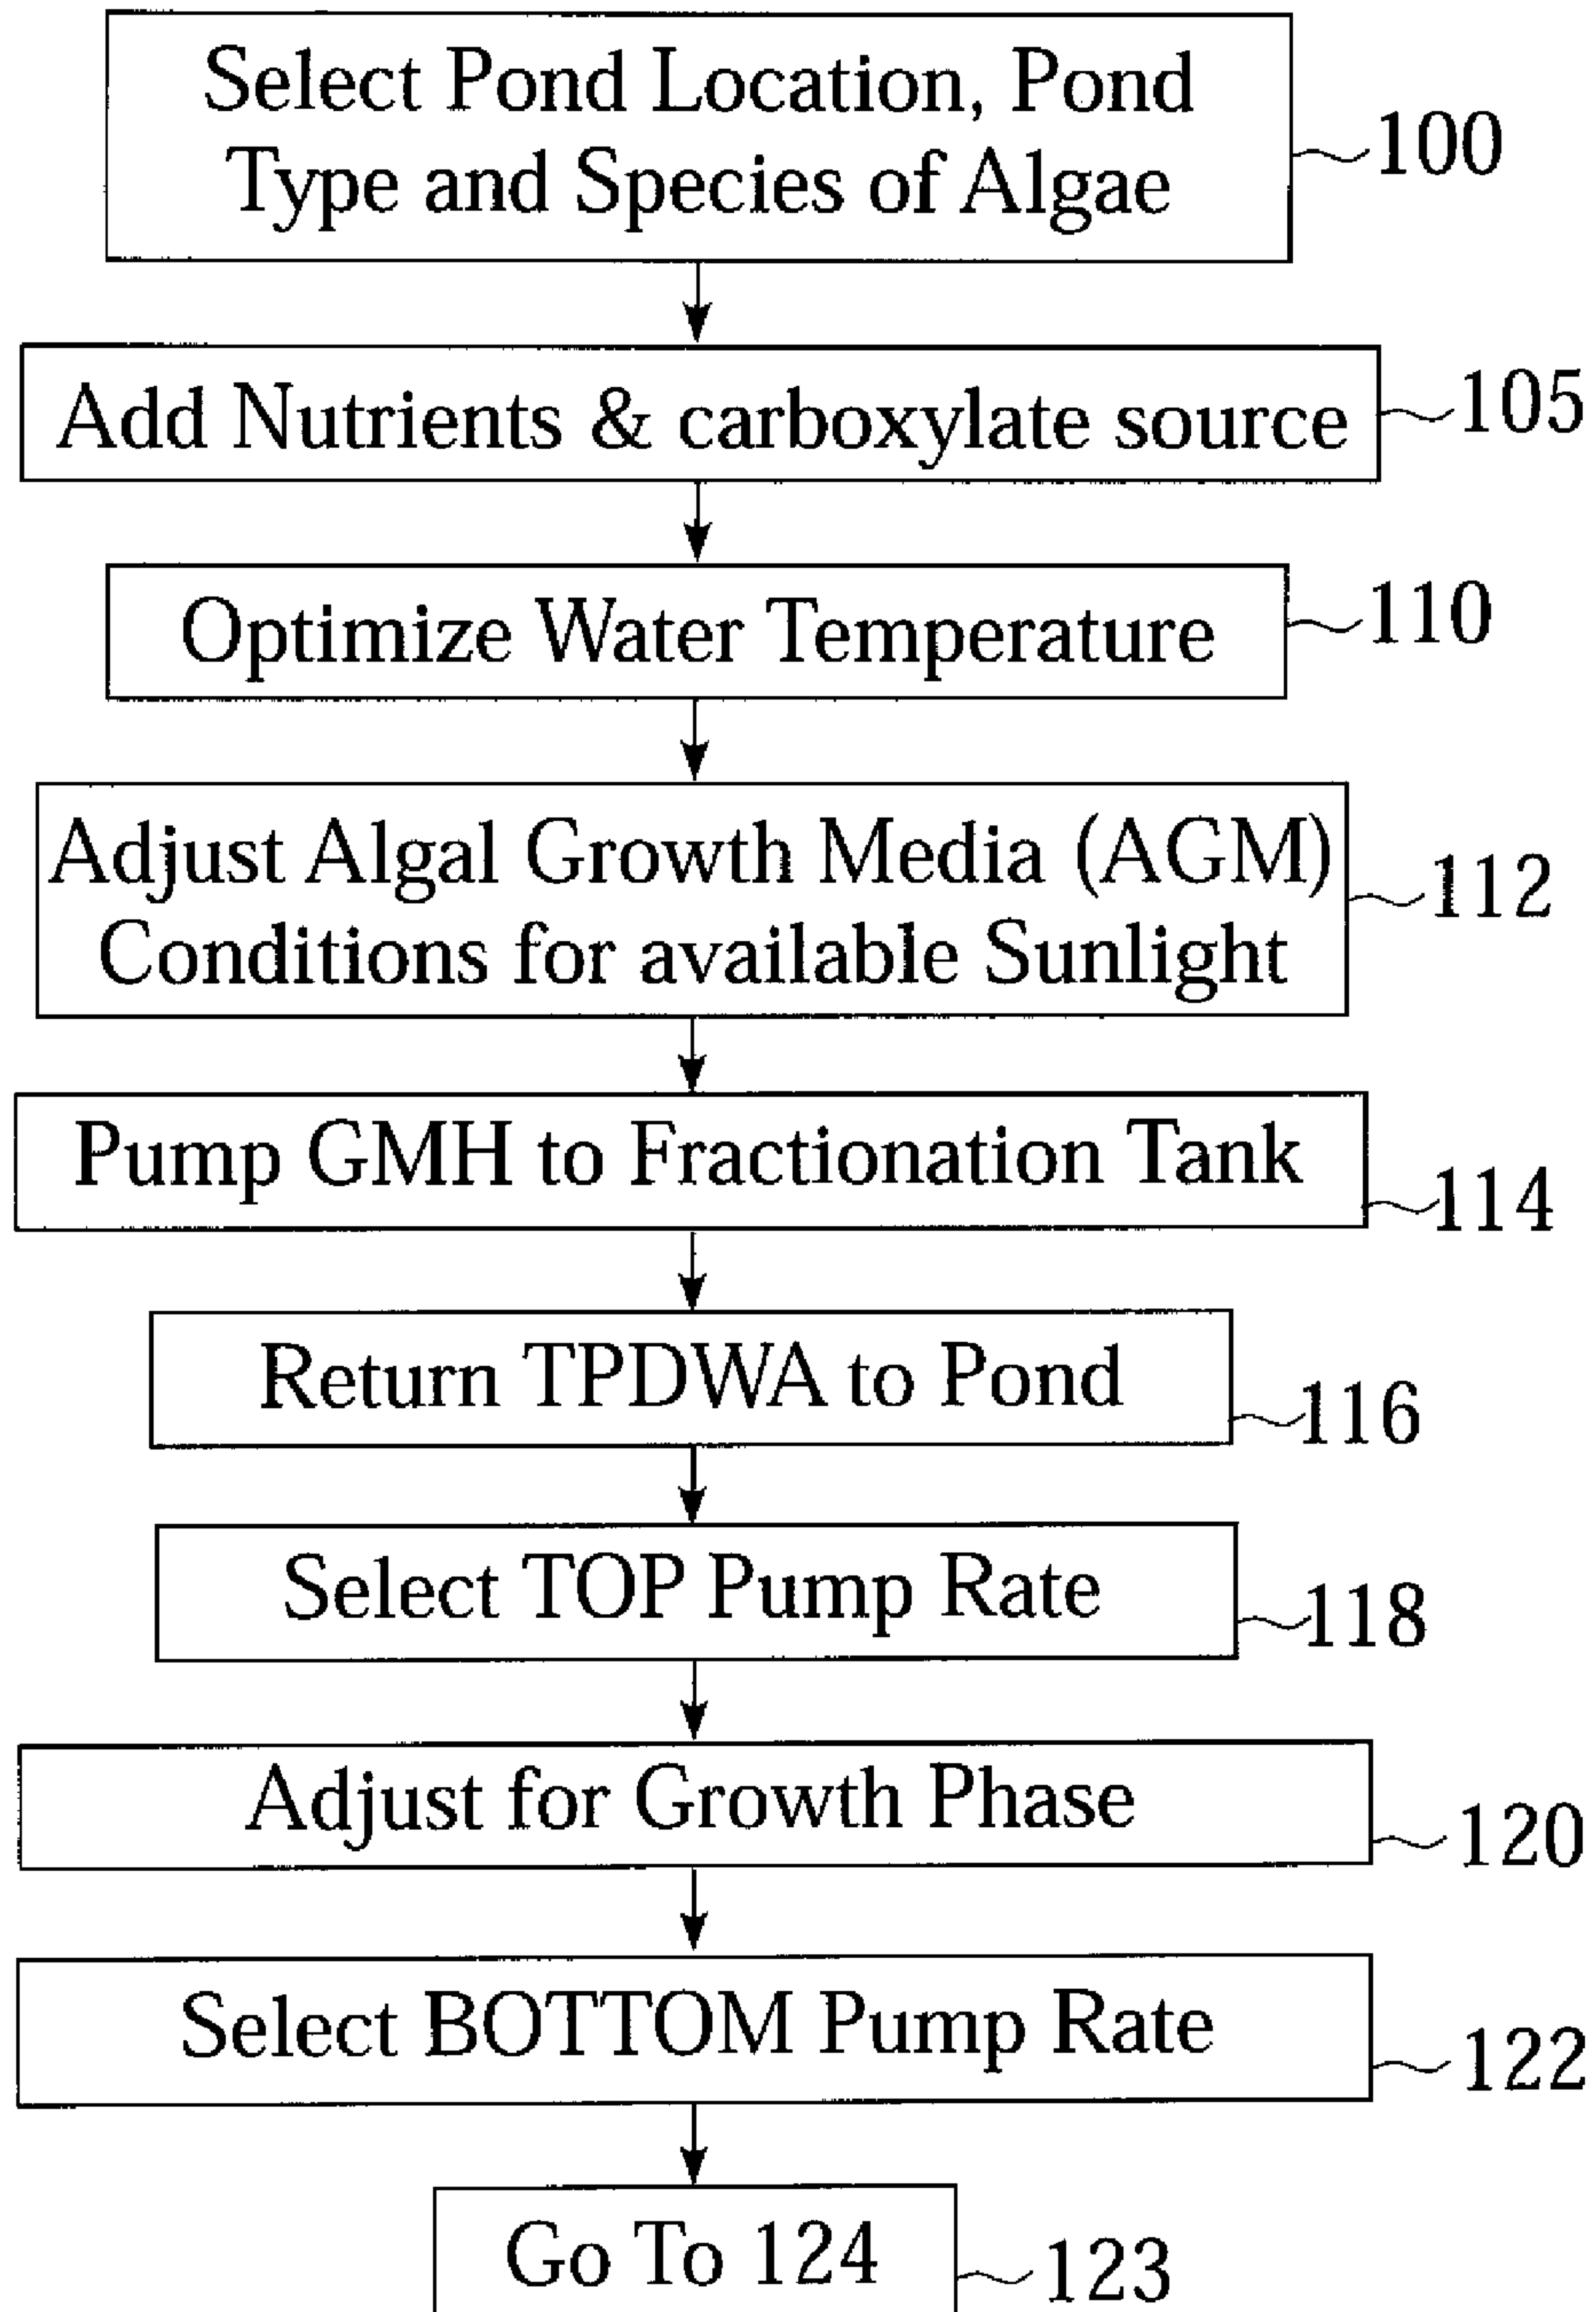 Select Pond Location, Pond
Type and Species of Algae
100
Add Nutrients & carboxylate source
105
Optimize Water Temperature
110
Adjust Algal Growth Media (AGM)
Conditions for available Sunlight
112
Pump GMH to Fractionation Tank
114
Return TPDWA to Pond
116
Select TOP Pump Rate
118
Adjust for Growth Phase
120
Select BOTTOM Pump Rate
122
Go To 124
123